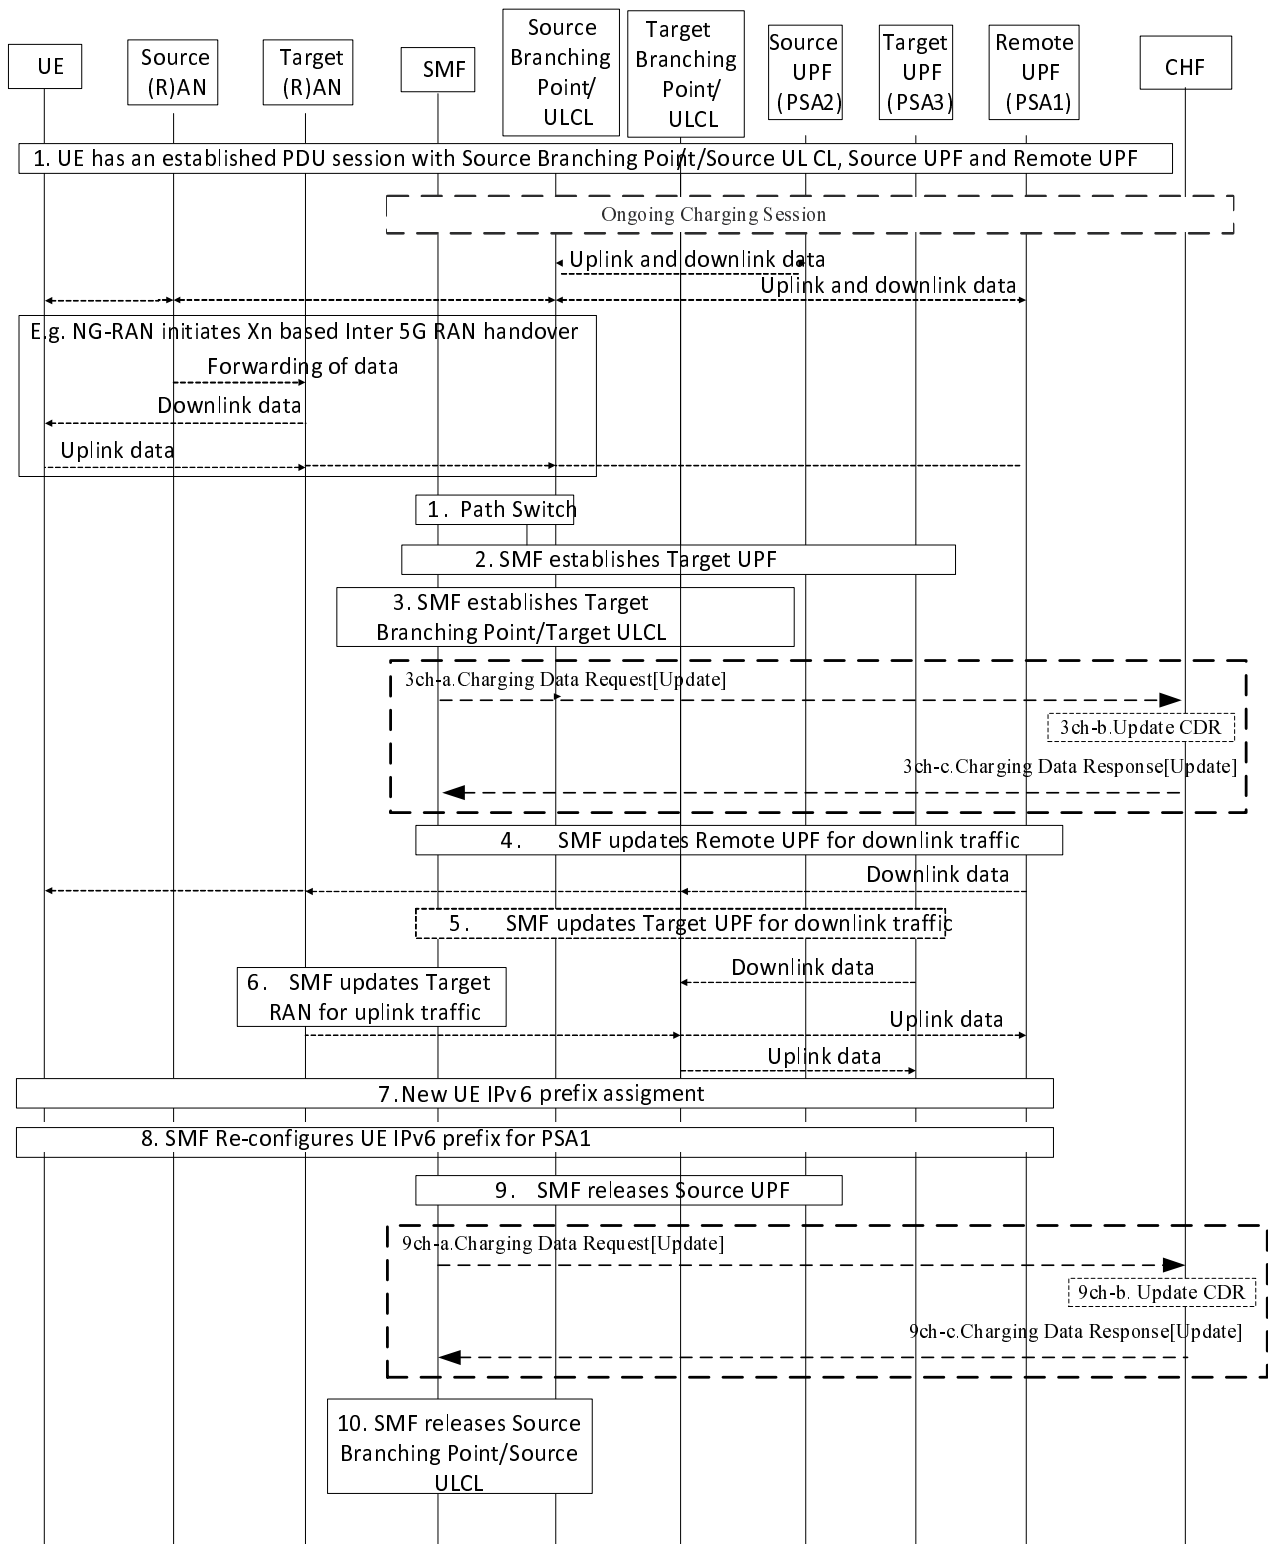 UE
Source
(R)AN
Target
(R)AN
SMF
Source
Branching
Point/
ULCL
Target
Branching
Point/
ULCL
Source
UPF
(PSA2)
Target
UPF
(PSA3)
Remote
UPF
(PSA1)
CHF
1. UE has an established PDU session with Source Branching Point/Source UL CL, Source UPF and Remote UPF
Ongoing Charging Session
Uplink and downlink data
Uplink and downlink data
E.g. NG-RAN initiates Xn based Inter 5G RAN handover
Forwarding of data
Downlink data
Uplink data
1. Path Switch
2. SMF establishes Target UPF
3. SMF establishes Target
Branching Point/Target ULCL
3ch-a.Charging Data Request[Update]
3ch-b.Update CDR
3ch-c.Charging Data Response[Update]
4. SMF updates Remote UPF for downlink traffic
Downlink data
5. SMF updates Target UPF for downlink traffic
Downlink data
6. SMF updates Target
RAN for uplink traffic
Uplink data
Uplink data
7.New UE IPv6 prefix assigment
8. SMF Re-configures UE IPv6 prefix for PSA1
9. SMF releases Source UPF
9ch-a.Charging Data Request[Update]
9ch-b. Update CDR
9ch-c.Charging Data Response[Update]
10. SMF releases Source
Branching Point/Source
ULCL